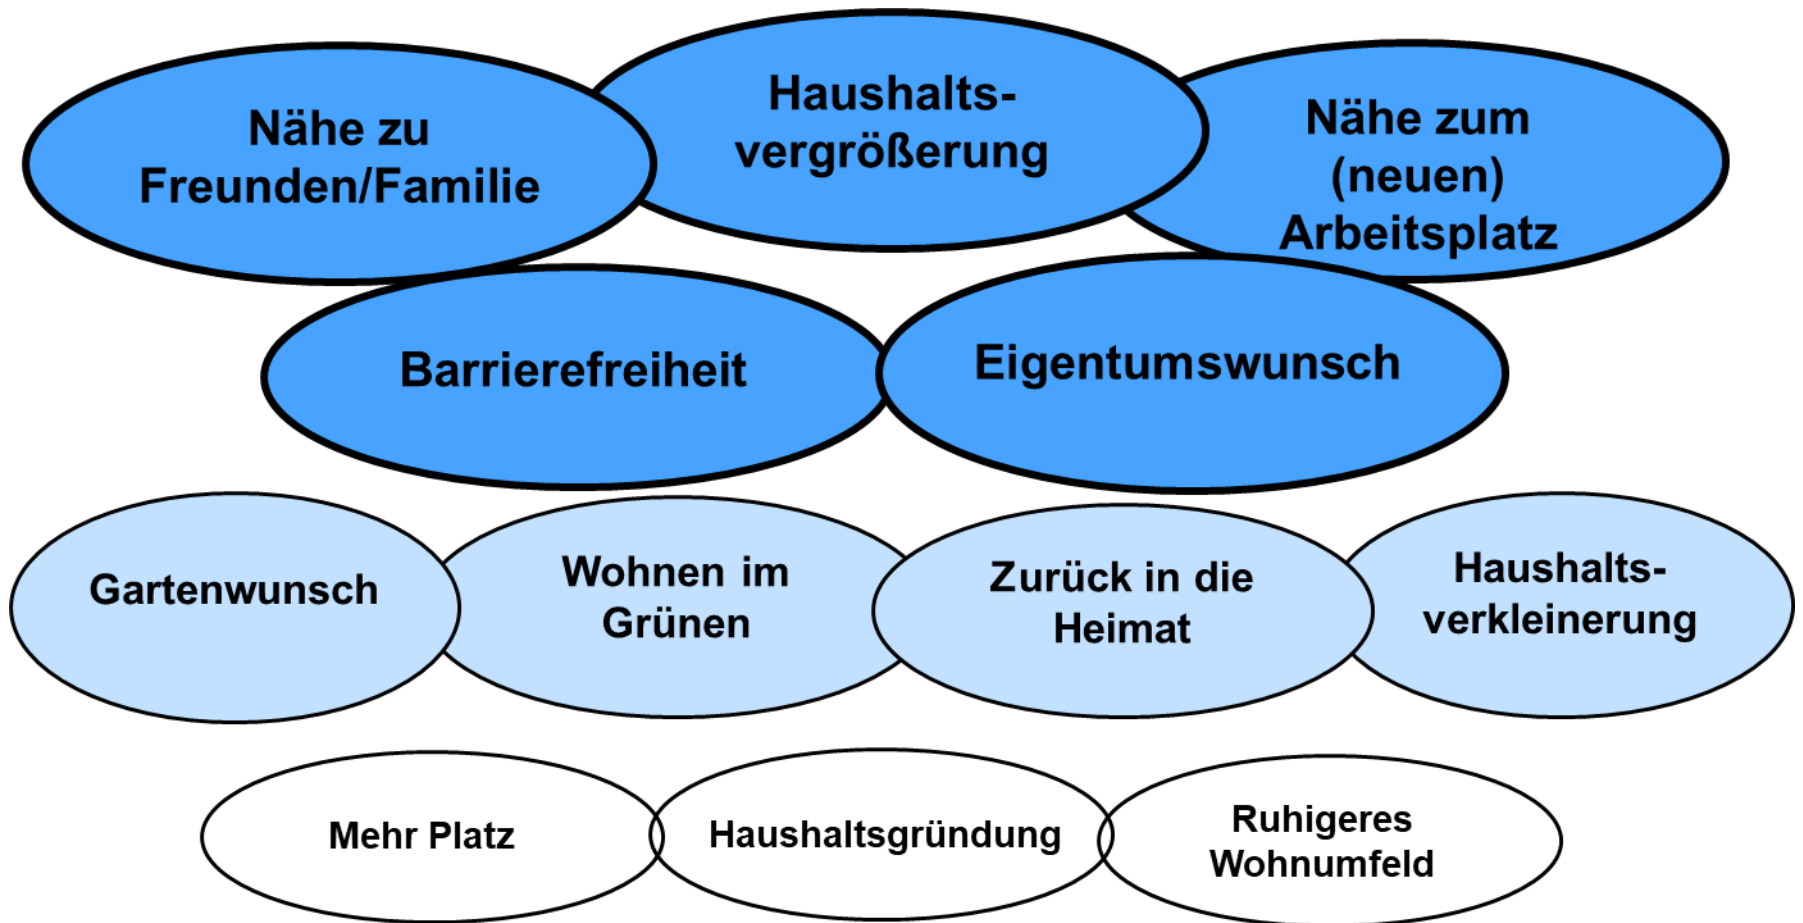 Nähe zu
Freunden/Familie
Haushalts-
vergrößerung
Nähe zum
(neuen)
Arbeitsplatz
Barrierefreiheit
Eigentumswunsch
Gartenwunsch
Wohnen im
Grünen
Zurück in die
Heimat
Haushalts-
verkleinerung
Mehr Platz
Haushaltsgründung
Ruhigeres
Wohnumfeld